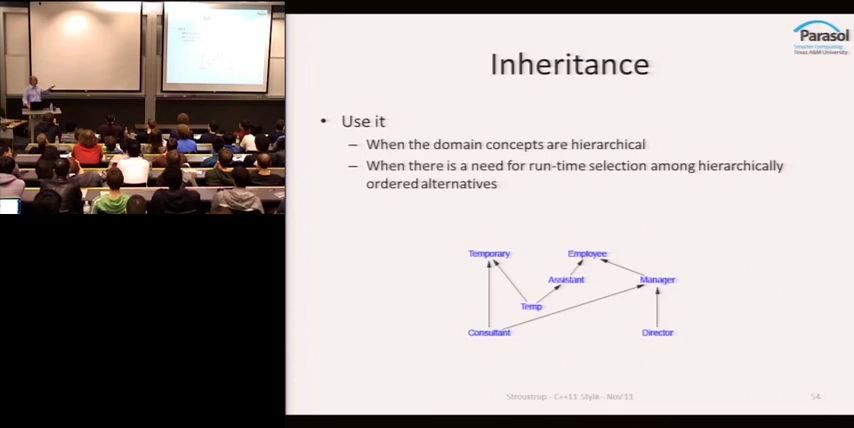 Parasol
Smarter computing.
Texas A&M University
Inheritance
• Use it
– When the domain concepts are hierarchical
– When there is a need for run-time selection among hierarchically
ordered alternatives
Temporary
Employee
Assistant
Manager
Temp
Consultant
Director
Stroustrup - C++11 Style - Nov'11
54